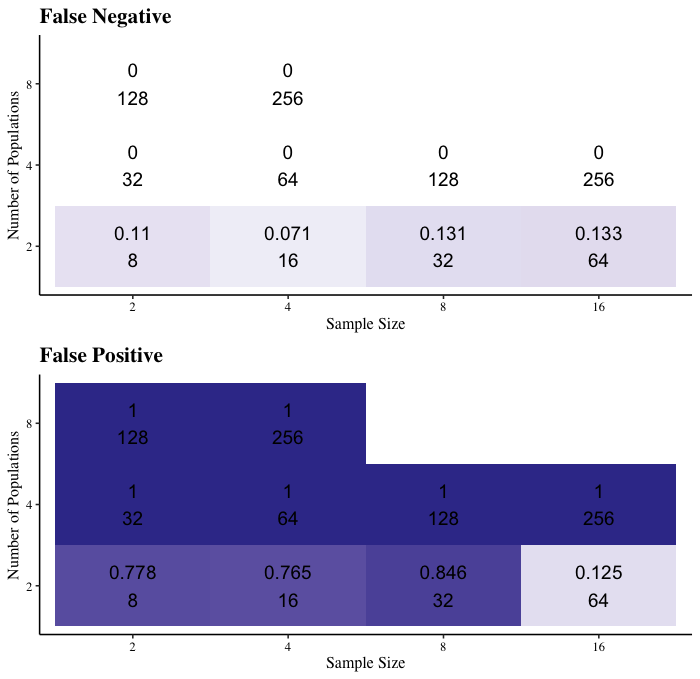 False Negative
Number of Populations
8
0 0
128 256
4
0 0 0 0
32 64 128 256
2
0.11 0.071 0.131 0.133
8 16 32 64
2 4 8 16
Sample Size
False Positive
Number of Populations
8
1 1
128 256
4
1 1 1 1
32 64 128 256
2
0.778 0.765 0.846 0.125
8 16 32 64
2 4 8 16
Sample Size